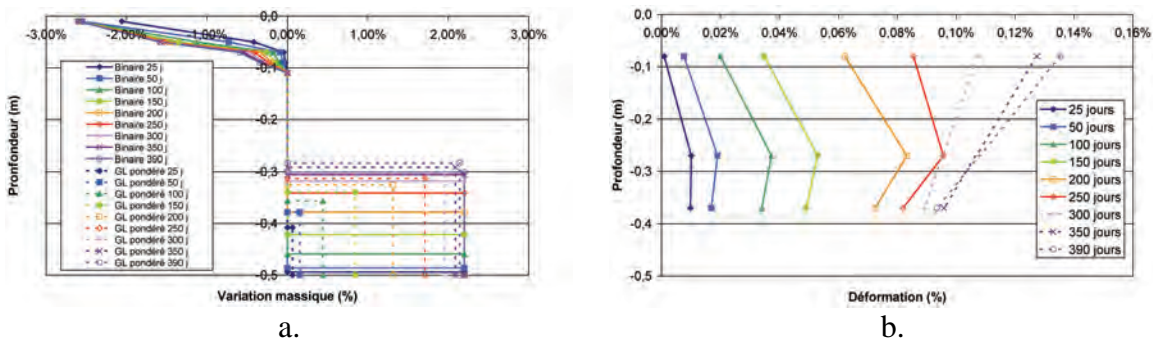 -3,00% -2,00% -1,00% 0,00% 1,00% 2,00% 3,00%
0,0
-0,1
-0,2
-0,3
-0,4
-0,5
Pronfondeur (m)
Binaire 25 j
Binaire 50 j
Binaire 100 j
Binaire 150 j
Binaire 200 j
Binaire 250 j
Binaire 300 j
Binaire 350 j
Binaire 390 j
GL pondéré 25 j
GL pondéré 50 j
GL pondéré 100 j
GL pondéré 150 j
GL pondéré 200 j
GL pondéré 250 j
GL pondéré 300 j
GL pondéré 350 j
GL pondéré 390 j
Variation massique (%)
a.
0,00% 0,02% 0,04% 0,06% 0,08% 0,10% 0,12% 0,14% 0,16%
0,0
-0,1
-0,2
-0,3
-0,4
-0,5
Profondeur (m)
25 jours
50 jours
100 jours
150 jours
200 jours
250 jours
300 jours
350 jours
390 jours
Déformation (%)
b.